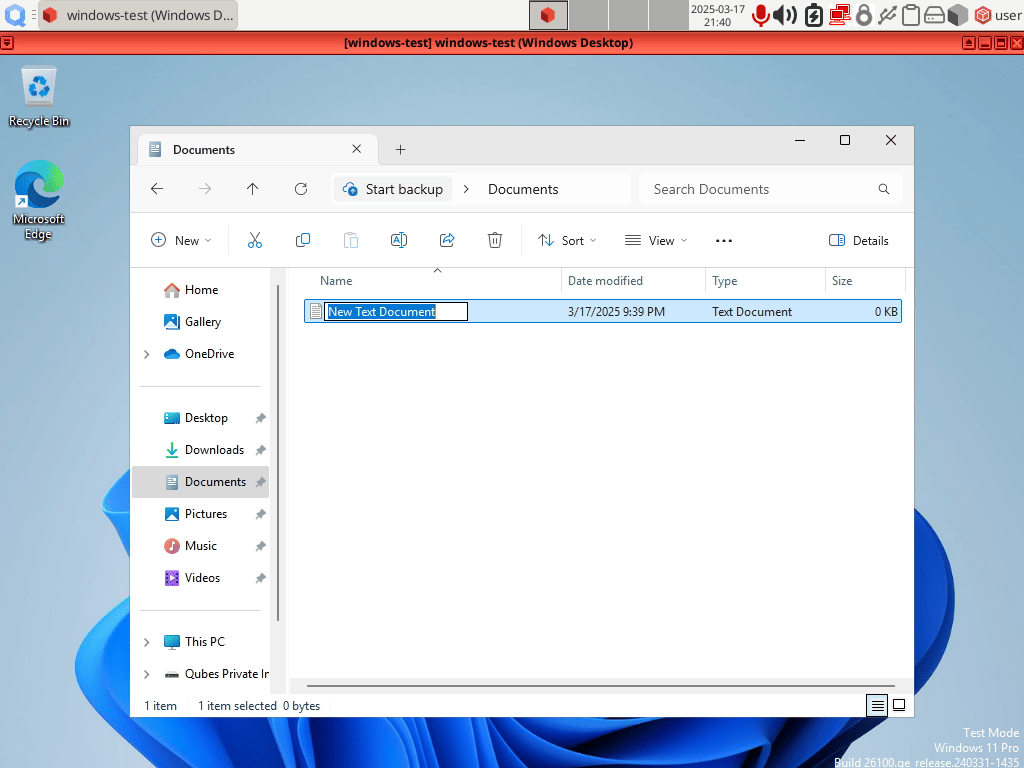 windows-test (Windows D...
2025-03-17
21:40
user
[windows-test] windows-test (Windows Desktop)
Recycle Bin
Microsoft
Edge
Documents
Start backup
Documents
Search Documents
New
Sort
View
Details
Name
Date modified
Type
Size
New Text Document
3/17/2025 9:39 PM
Text Document
0 KB
Home
Gallery
OneDrive
Desktop
Downloads
Documents
Pictures
Music
Videos
This PC
Qubes Private In
1 item
1 item selected 0 bytes
Test Mode
Windows 11 Pro
Build 26100.ge_release.240331-1435